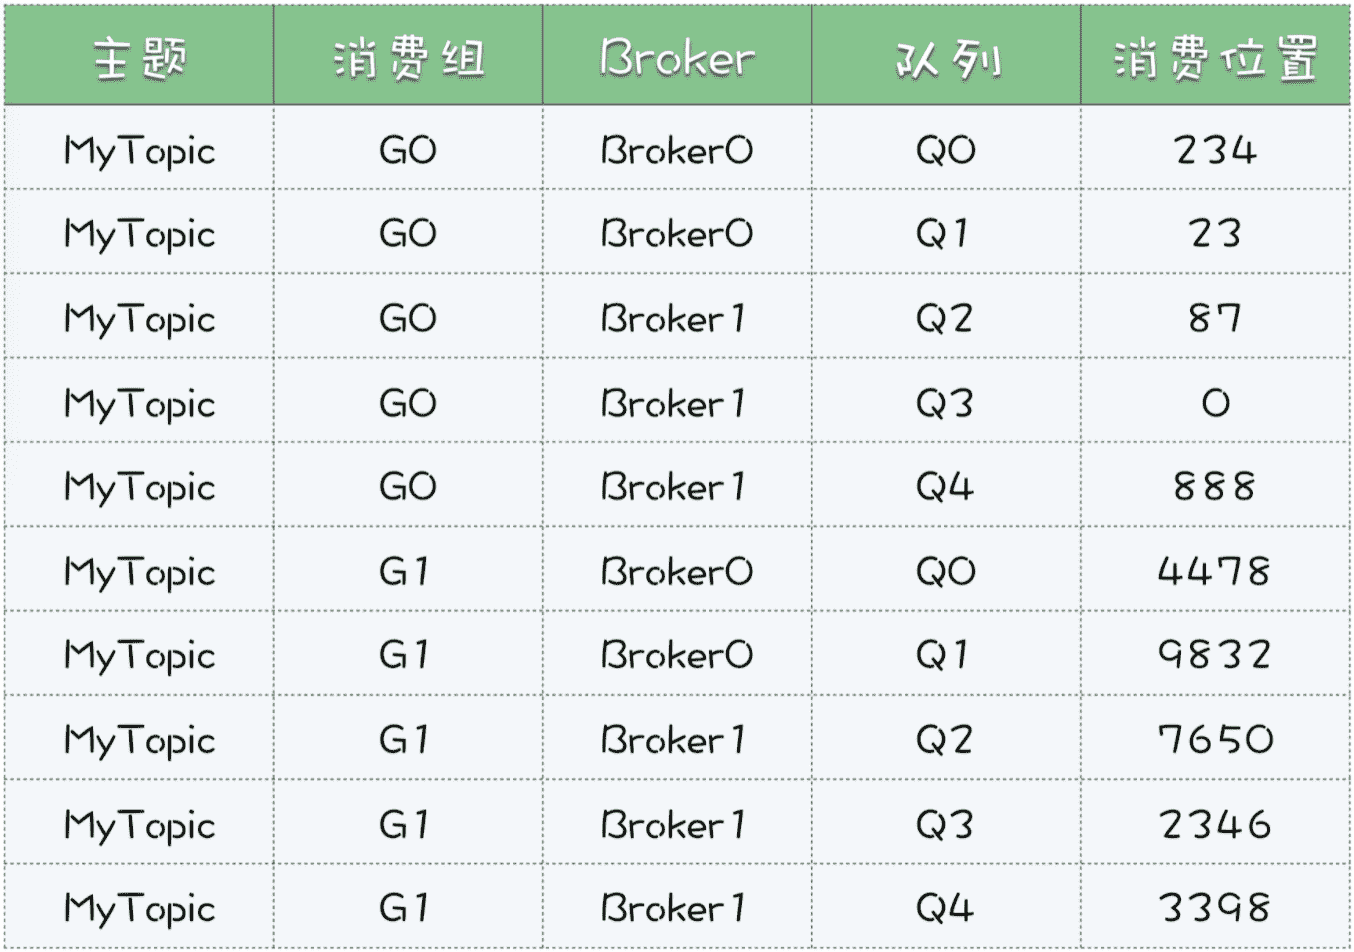 主题 消费组 Broker 队列 消费位置
MyTopic G0 Broker0 Q0 234
MyTopic G0 Broker0 Q1 23
MyTopic G0 Broker1 Q2 87
MyTopic G0 Broker1 Q3 0
MyTopic G0 Broker1 Q4 888
MyTopic G1 Broker0 Q0 4478
MyTopic G1 Broker0 Q1 9832
MyTopic G1 Broker1 Q2 7650
MyTopic G1 Broker1 Q3 2346
MyTopic G1 Broker1 Q4 3398